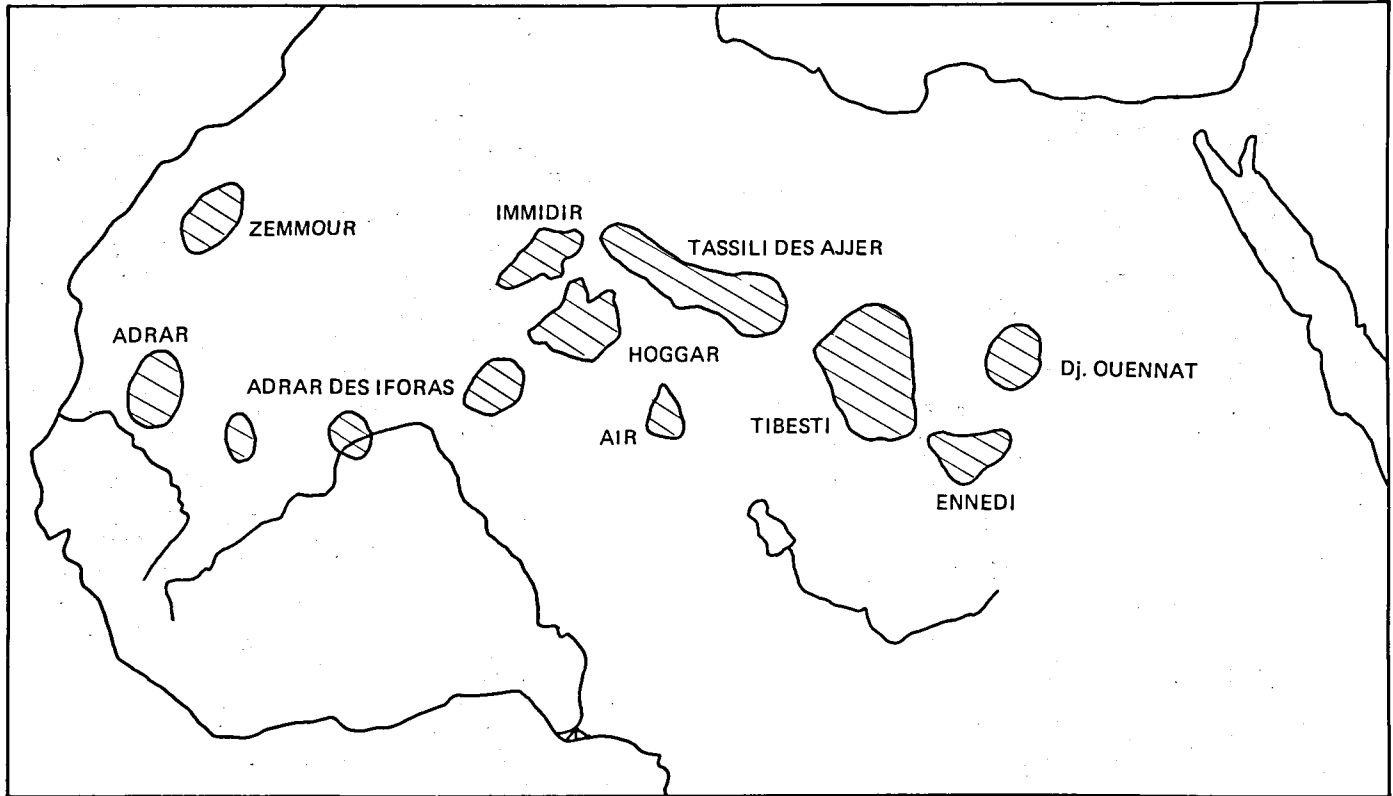 IMMIDIR
ZEMMOUR
TASSILI DES AJJER
ADRAR
HOGGAR
Dj. OUENNAT
ADRAR DES IFORAS
TIBESTI
AIR
ENNEDI